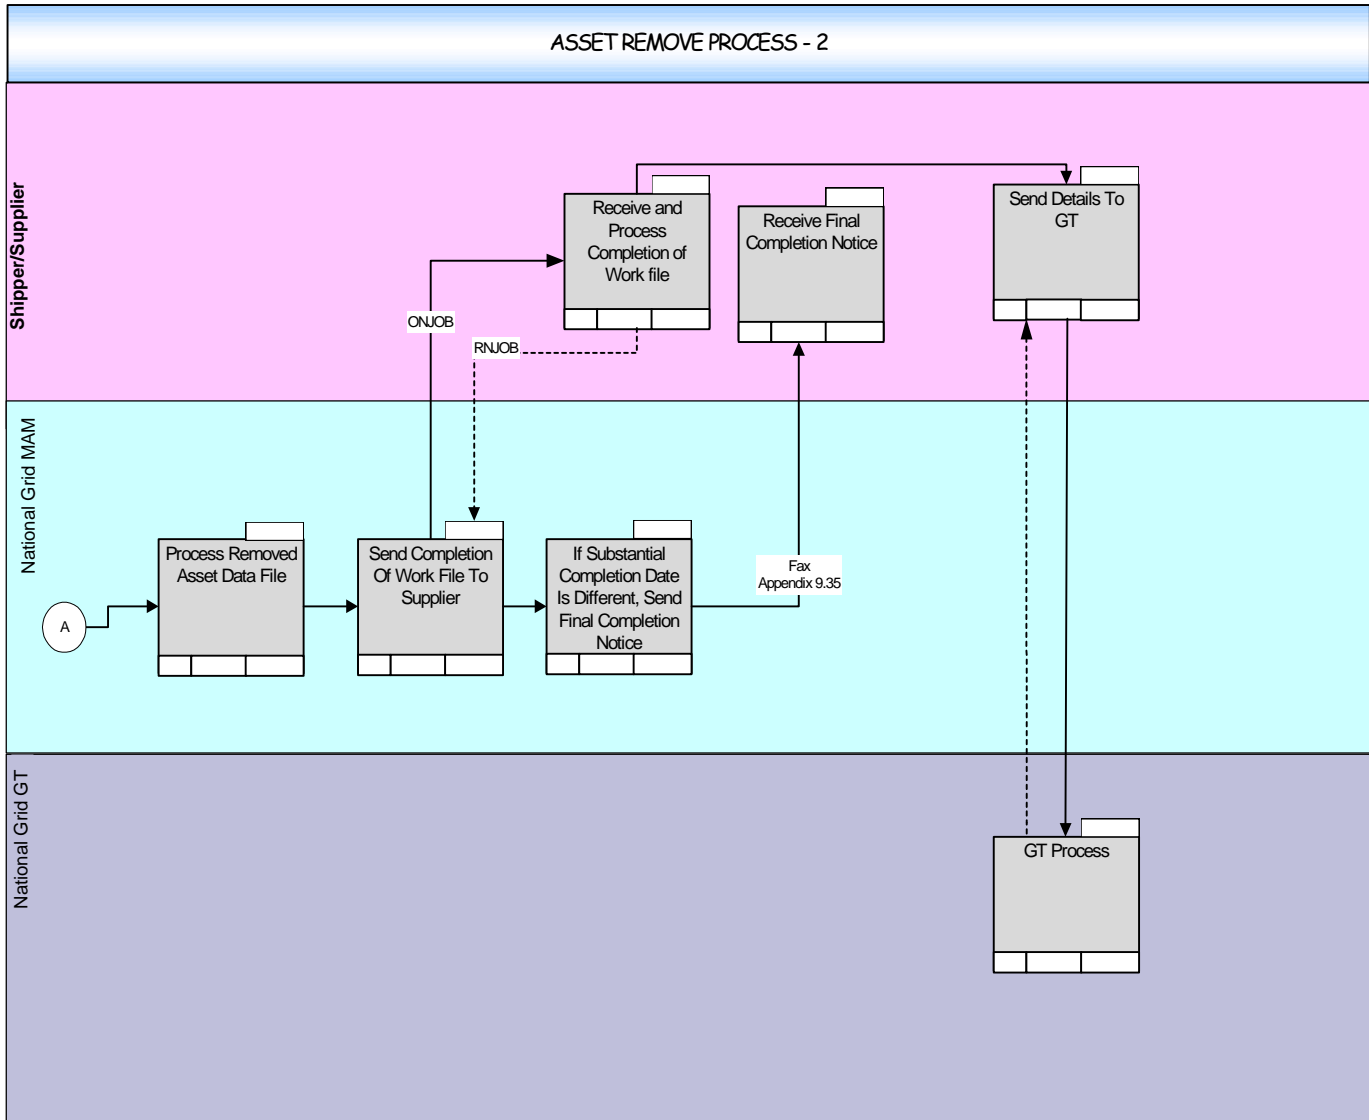 ASSET REMOVE PROCESS - 2
Shipper/Supplier
Receive and
Process
Completion of
Work file
Receive Final
Completion Notice
Send Details To
GT
ONJOB
RNJOB
National Grid MAM
A
Process Removed
Asset Data File
Send Completion
Of Work File To
Supplier
If Substantial
Completion Date
Is Different, Send
Final Completion
Notice
Fax
Appendix 9.35
National Grid GT
GT Process